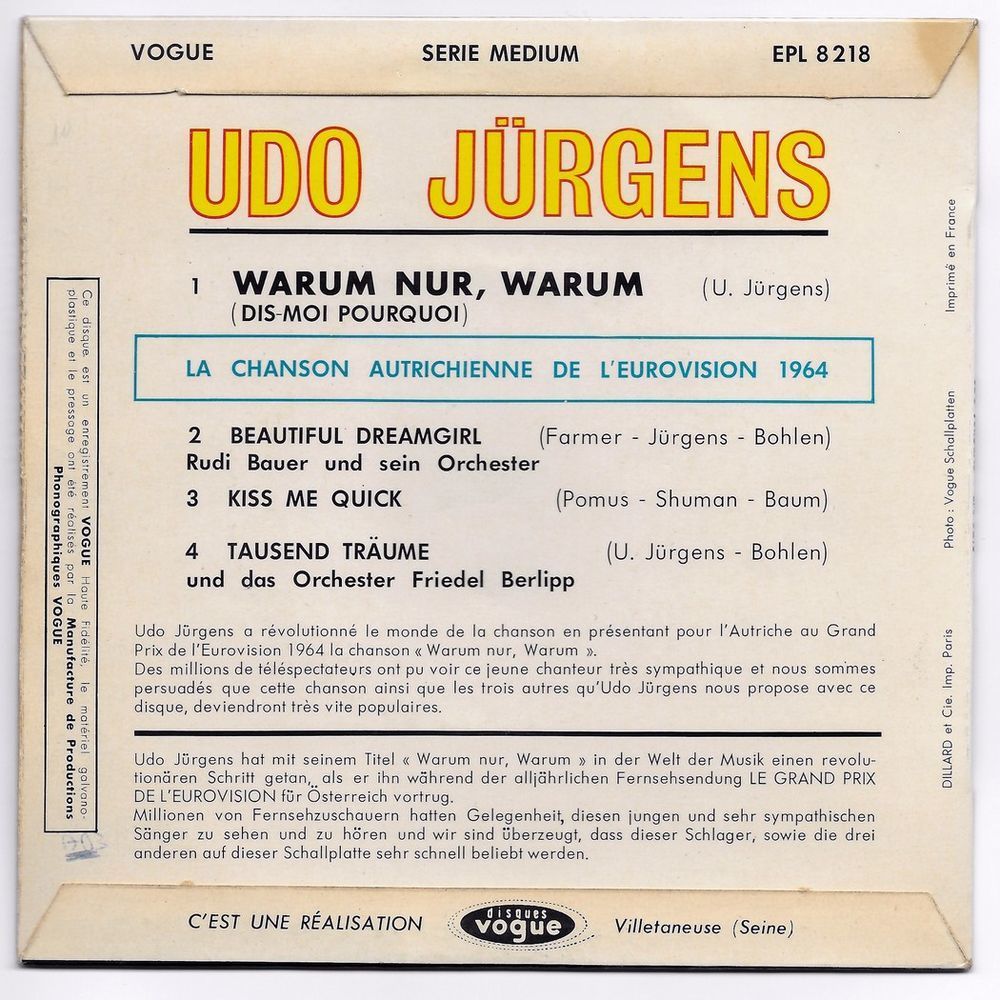 VOGUE SERIE MEDIUM EPL 8218
UDO JÜRGENS
1 WARUM NUR, WARUM (U. Jürgens)
(DIS-MOI POURQUOI)
LA CHANSON AUTRICHIENNE DE L'EUROVISION 1964
2 BEAUTIFUL DREAMGIRL (Farmer - Jürgens - Bohlen)
Rudi Bauer und sein Orchester
3 KISS ME QUICK (Pomus - Shuman - Baum)
4 TAUSEND TRÄUME (U. Jürgens - Bohlen)
und das Orchester Friedel Berlipp
Udo Jürgens a révolutionné le monde de la chanson en présentant pour l'Autriche au Grand
Prix de l'Eurovision 1964 la chanson « Warum nur, Warum ».
Des millions de téléspectateurs ont pu voir ce jeune chanteur très sympathique et nous sommes
persuadés que cette chanson ainsi que les trois autres qu'Udo Jürgens nous propose avec ce
disque, deviendront très vite populaires.
Udo Jürgens hat mit seinem Titel « Warum nur, Warum » in der Welt der Musik einen revolu-
tionären Schritt getan, als er ihn während der alljährlichen Fernsehsendung LE GRAND PRIX
DE L'EUROVISION für Österreich vortrug.
Millionen von Fernsehzuschauern hatten Gelegenheit, diesen jungen und sehr sympathischen
Sänger zu sehen und zu hören und wir sind überzeugt, dass dieser Schlager, sowie die drei
anderen auf dieser Schallplatte sehr schnell beliebt werden.
Ce disque est un enregistrement VOGUE Haute Fidélité, le matériel galvano-
plastique et le pressage ont été réalisés par la Manufacture de Productions
Phonographiques VOGUE
Imprimé en France
Photo : Vogue Schallplatten
DILLARD et Cie. Imp. Paris
C'EST UNE RÉALISATION disques vogue Villetaneuse (Seine)